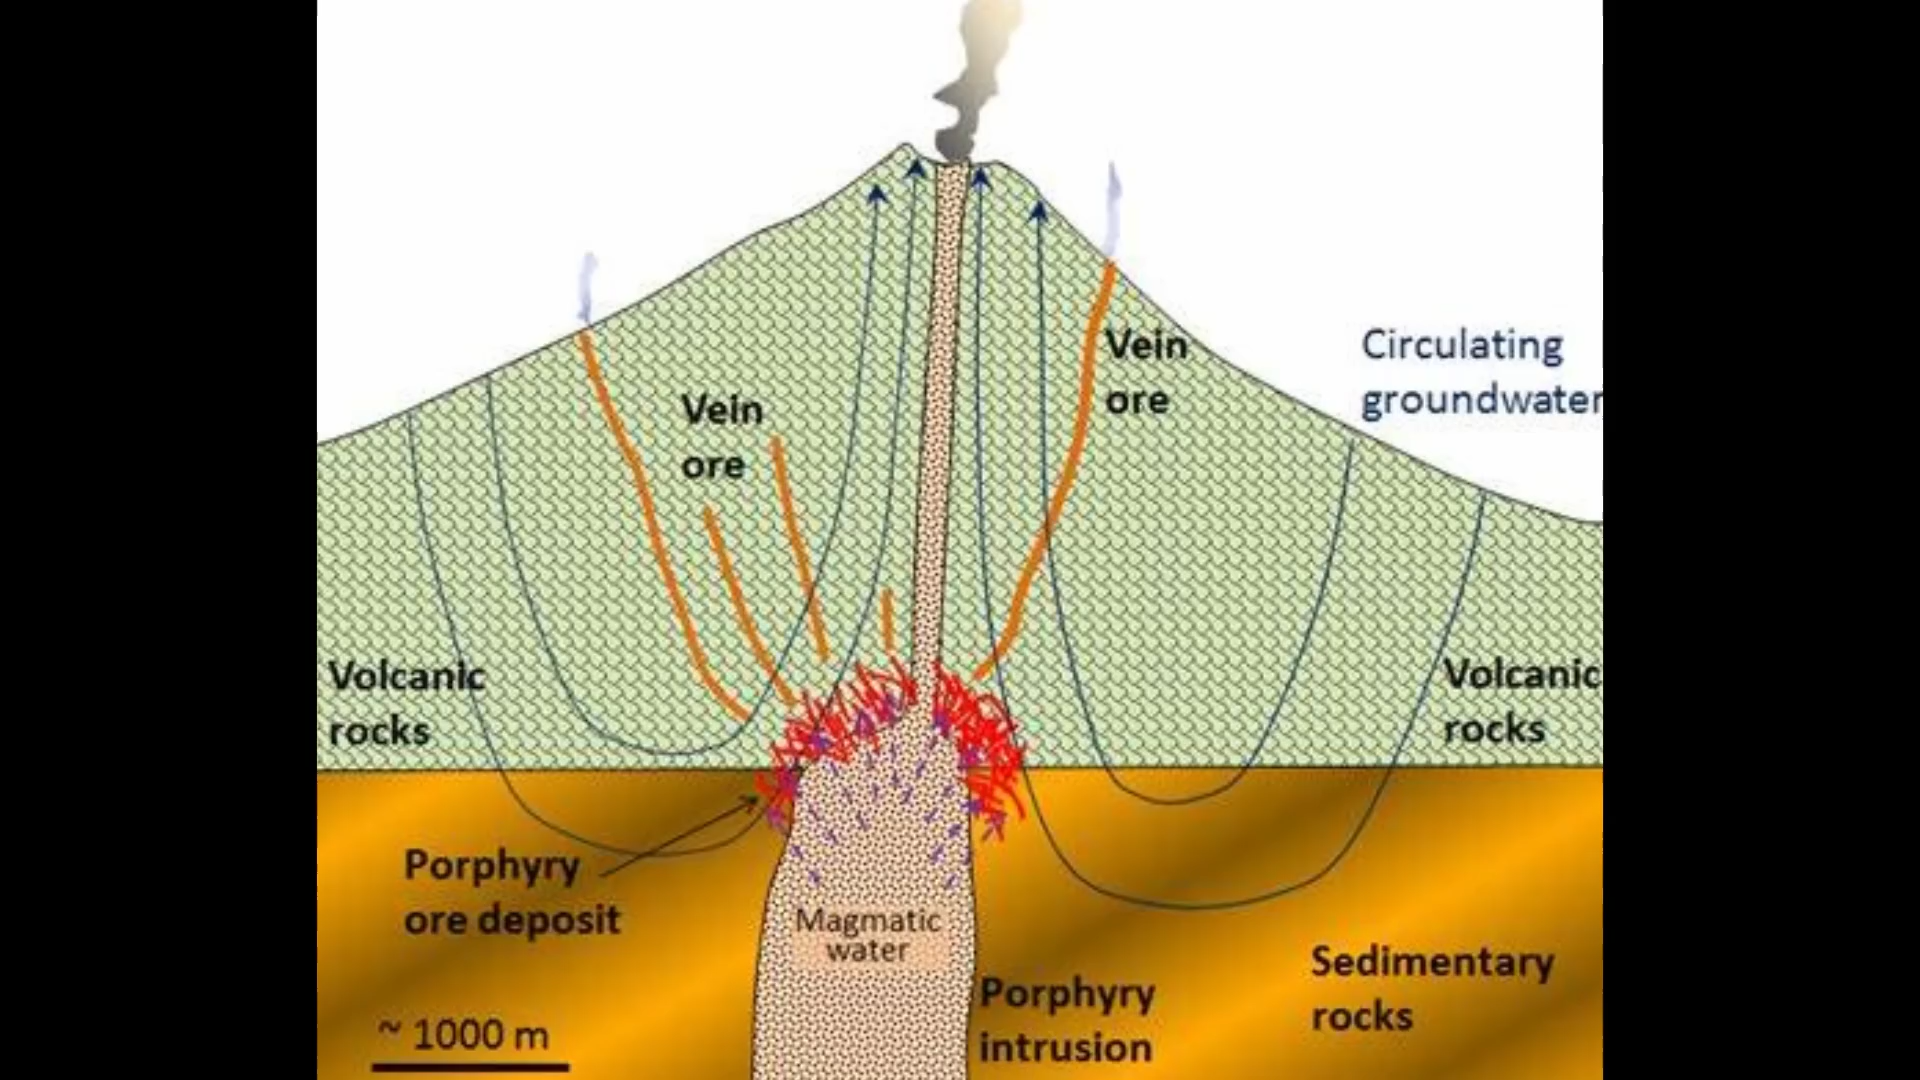 Vein
ore
Circulating
groundwater
Vein
ore
Volcanic
rocks
Volcanic
rocks
Porphyry
ore deposit
Magmatic
water
Sedimentary
rocks
Porphyry
intrusion
~ 1000 m